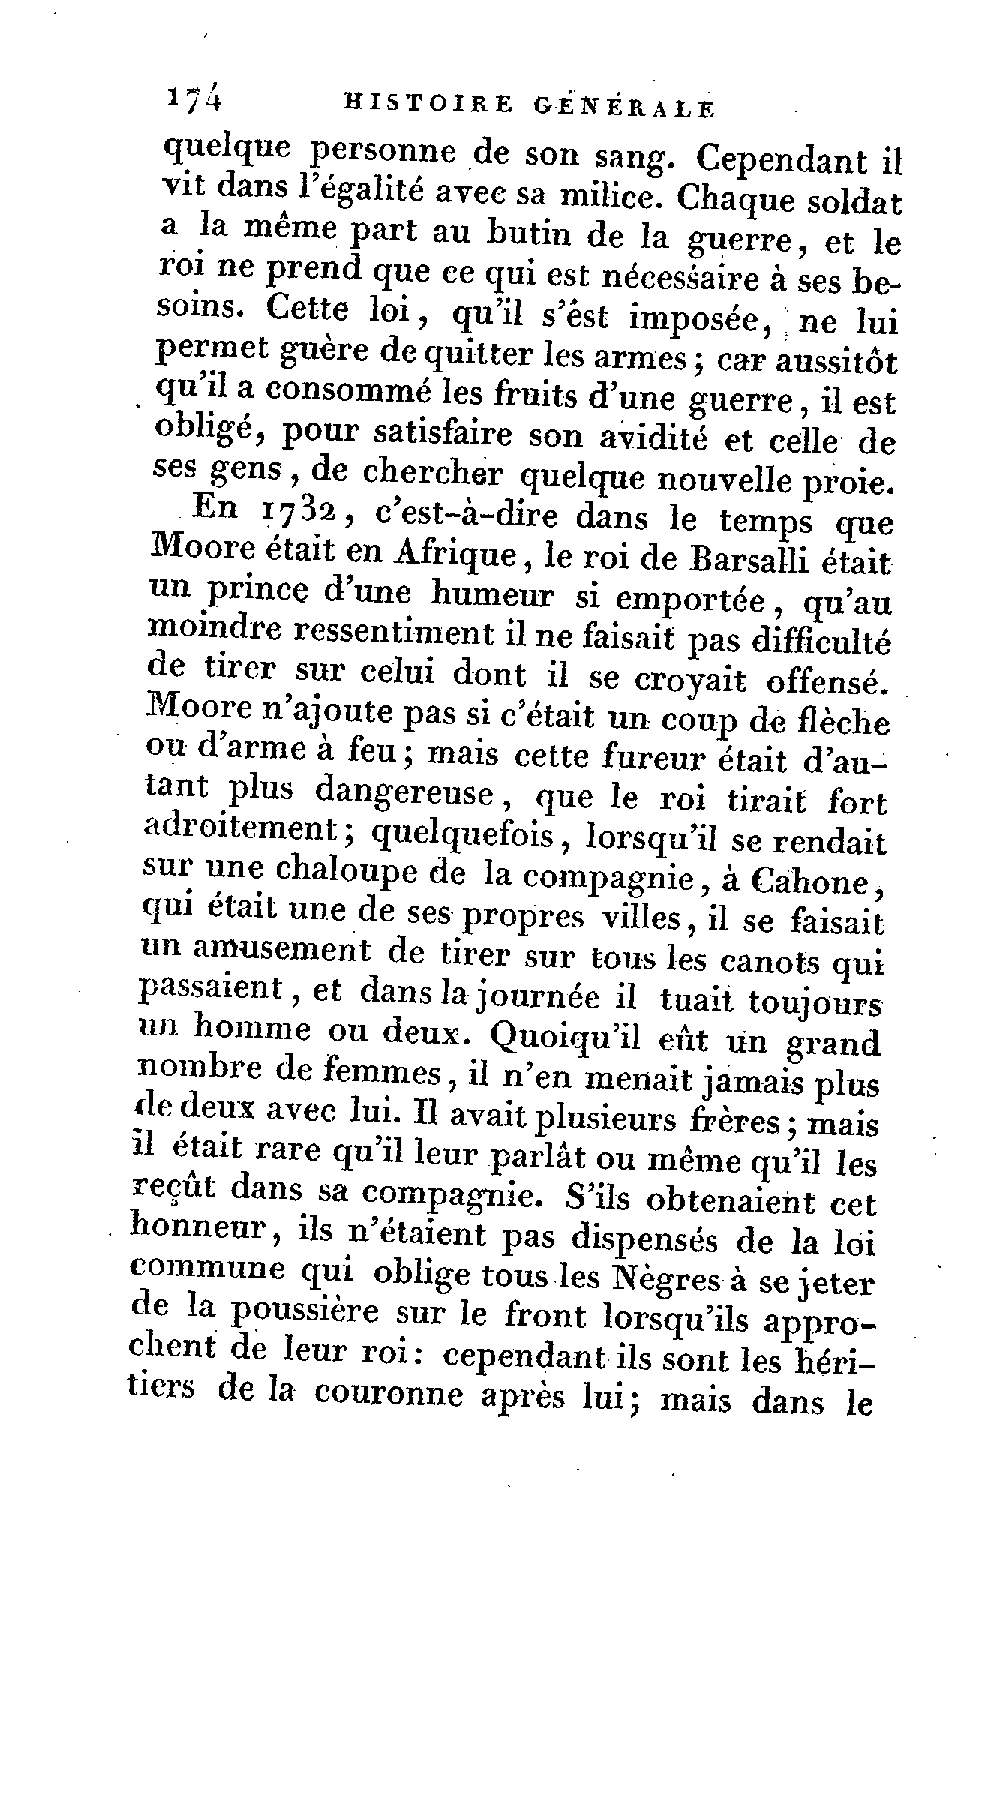 174 HISTOIRE GÉNÉRALE
quelque personne de son sang. Cependant il
vit dans l'égalité avec sa milice. Chaque soldat
a la même part au butin de la guerre, et le
roi ne prend que ce qui est nécessaire à ses be-
soins. Cette loi, qu'il s'est imposée, ne lui
permet guère de quitter les armes; car aussitôt
qu'il a consommé les fruits d'une guerre, il est
obligé, pour satisfaire son avidité et celle de
ses gens, de chercher quelque nouvelle proie.
En 1732, c'est-à-dire dans le temps que
Moore était en Afrique, le roi de Barsalli était
un prince d'une humeur si emportée, qu'au
moindre ressentiment il ne faisait pas difficulté
de tirer sur celui dont il se croyait offensé.
Moore n'ajoute pas si c'était un coup de flèche
ou d'arme à feu; mais cette fureur était d'au-
tant plus dangereuse, que le roi tirait fort
adroitement; quelquefois, lorsqu'il se rendait
sur une chaloupe de la compagnie, à Cahone,
qui était une de ses propres villes, il se faisait
un amusement de tirer sur tous les canots qui
passaient, et dans la journée il tuait toujours
un homme ou deux. Quoiqu'il eût un grand
nombre de femmes, il n'en menait jamais plus
de deux avec lui. Il avait plusieurs frères; mais
il était rare qu'il leur parlât ou même qu'il les
reçût dans sa compagnie. S'ils obtenaient cet
honneur, ils n'étaient pas dispensés de la loi
commune qui oblige tous les Nègres à se jeter
de la poussière sur le front lorsqu'ils appro-
chent de leur roi: cependant ils sont les héri-
tiers de la couronne après lui; mais dans le